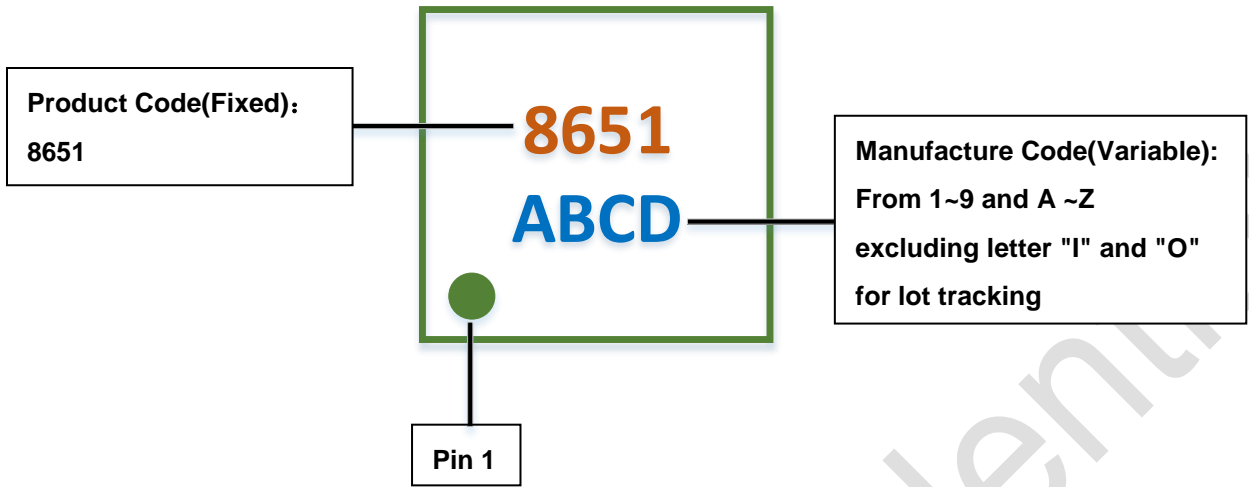 Product Code(Fixed)：
8651
8651
ABCD
Manufacture Code(Variable):
From 1~9 and A ~Z
excluding letter "I" and "O"
for lot tracking
Pin 1